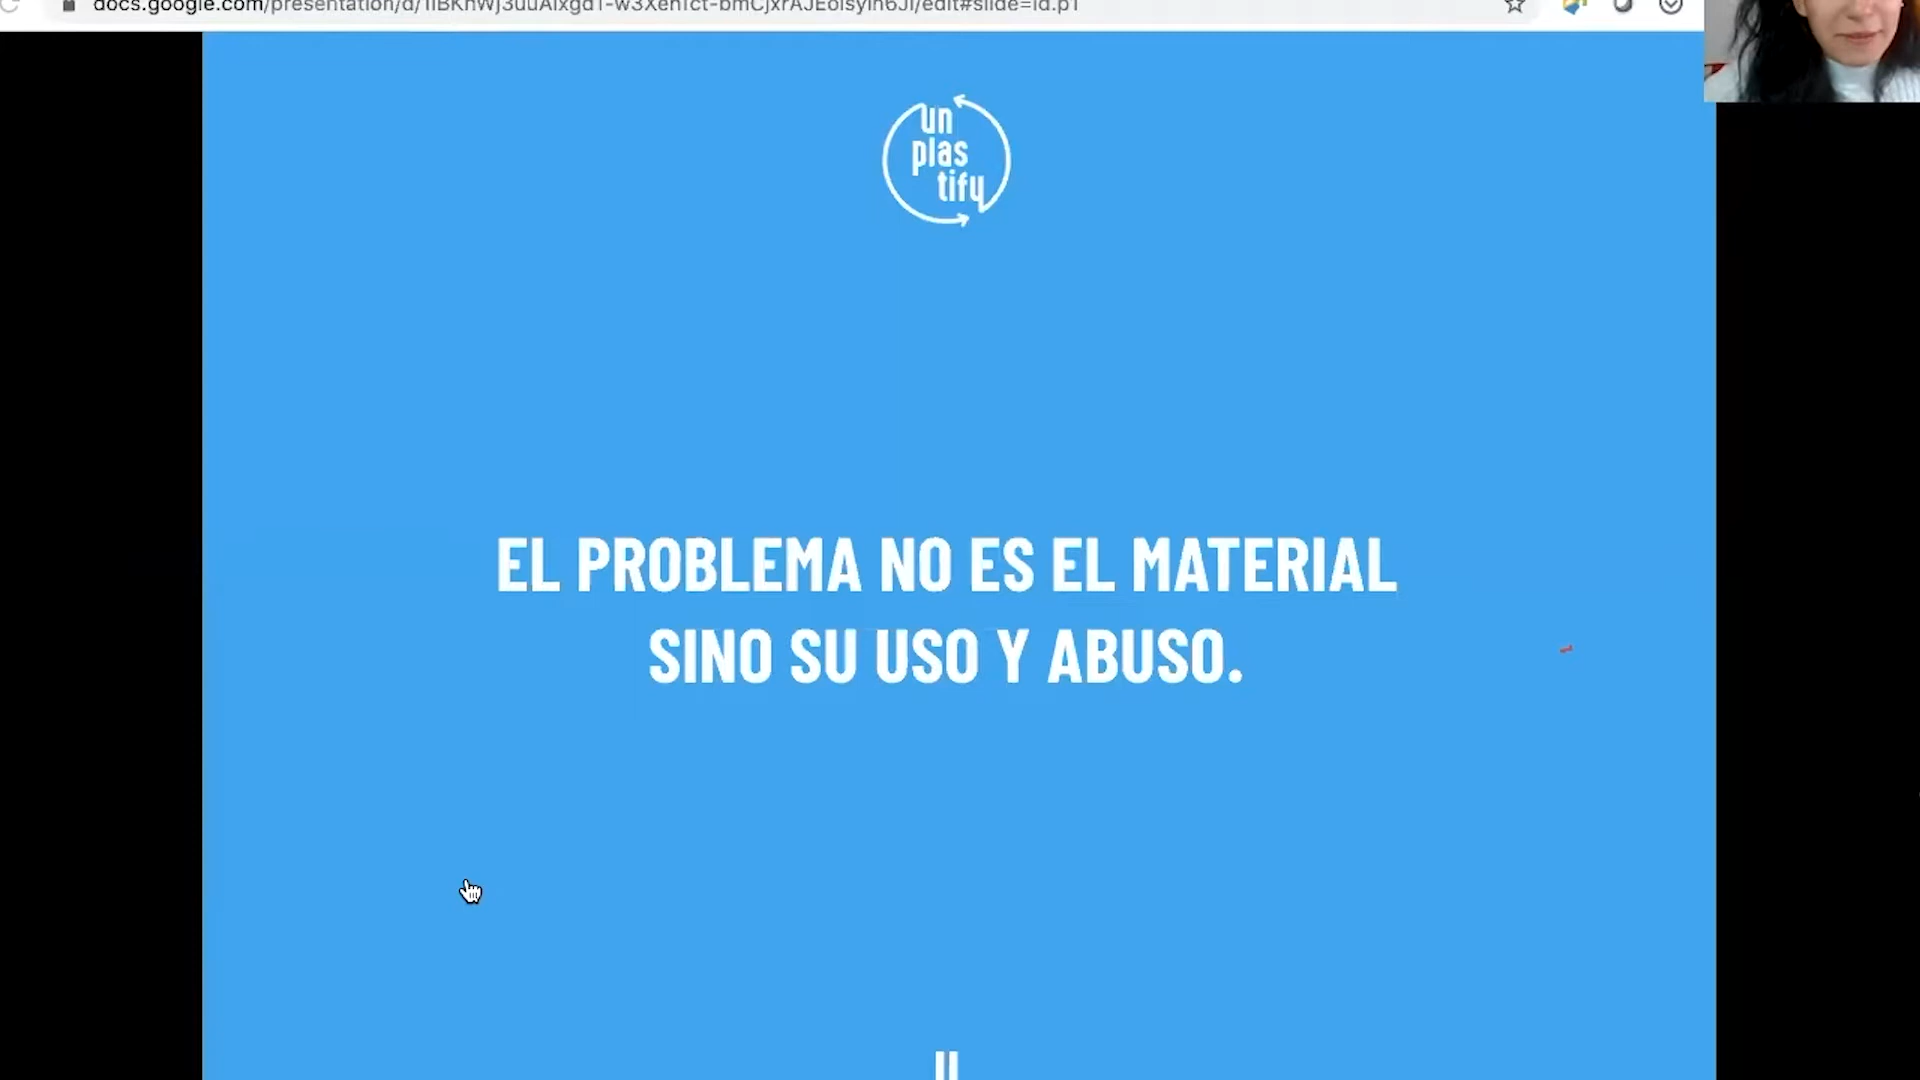 un
plas
tify
EL PROBLEMA NO ES EL MATERIAL
SINO SU USO Y ABUSO.